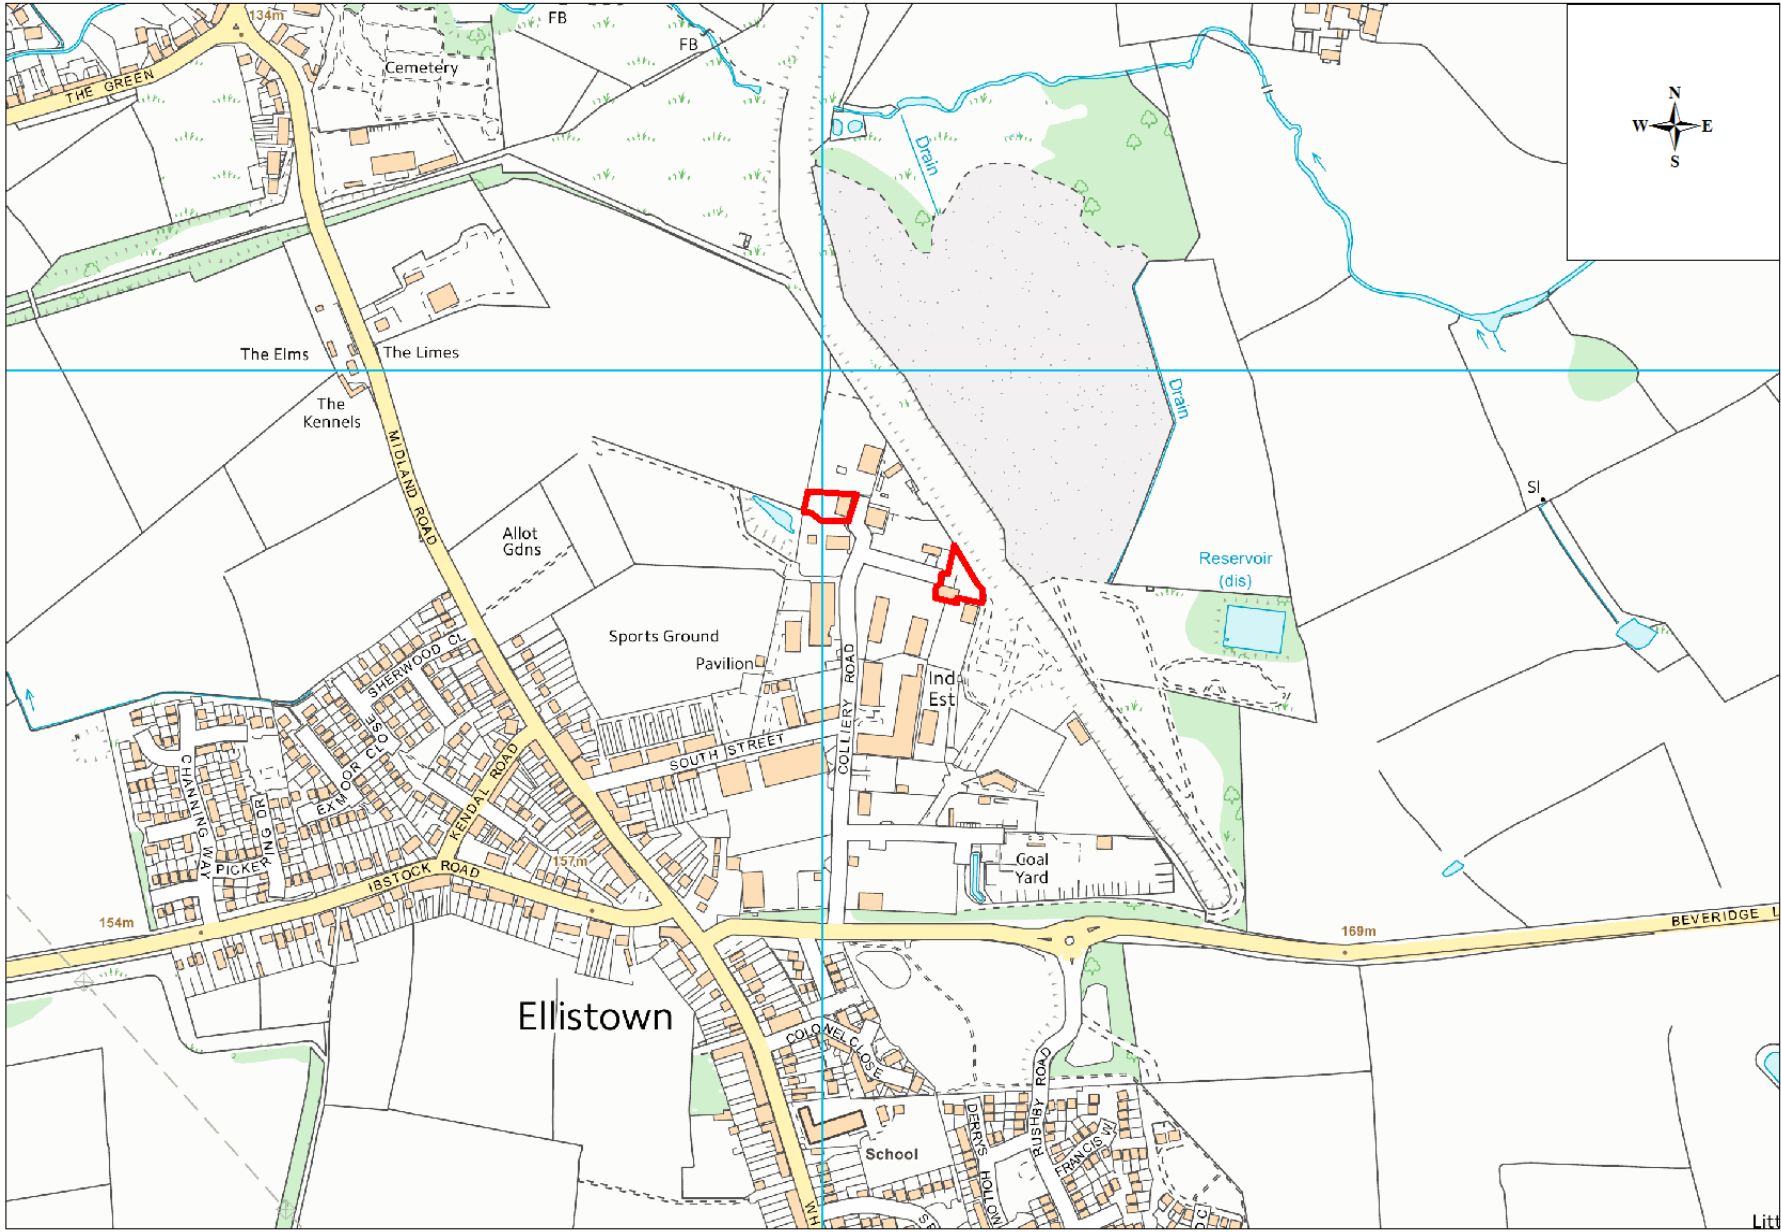 134m
FB
FB
THE GREEN
Cemetery
N
W
E
S
Drain
The Elms
The Limes
The
Kennels
Drain
MIDLAND ROAD
SI
Allot
Gdns
Reservoir
(dis)
Sports Ground
Pavilion
SHERWOOD CL
Ind
Est
COLLIERY ROAD
SOUTH STREET
EXMOOR CLOSE
KENDAL ROAD
CHANNING WAY
PICKERING DR
157m
IBSTOCK ROAD
Goal
Yard
154m
169m
BEVERIDGE L
Ellistown
COLONEL CLOSE
RUSHBY ROAD
DERRYS HOLLOW
FRANCIS W
School
WH
Litt